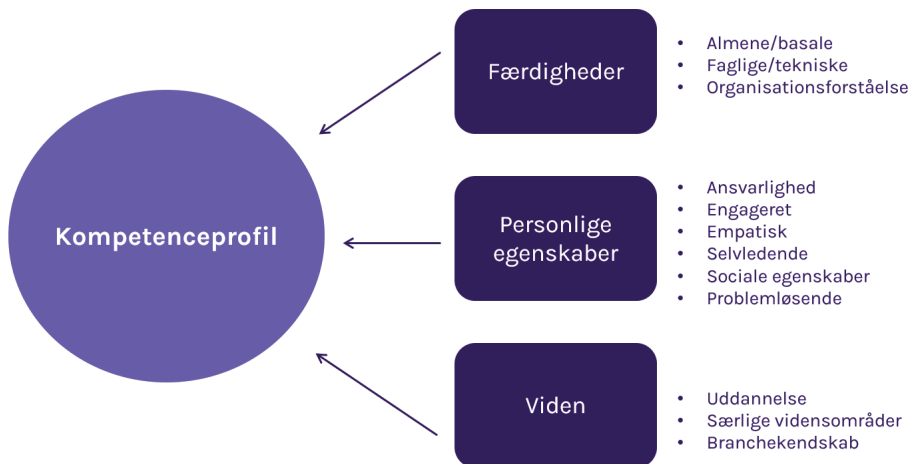 Færdigheder
• Almene/basale
• Faglige/tekniske
• Organisationsforståelse
Kompetenceprofil
Personlige
egenskaber
• Ansvarlighed
• Engageret
• Empatisk
• Selvledende
• Sociale egenskaber
• Problemløsende
Viden
• Uddannelse
• Særlige vidensområder
• Branchekendskab